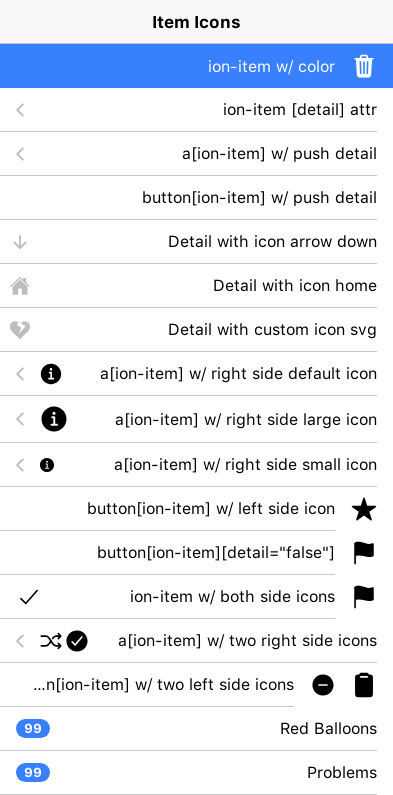 Item Icons
ion-item w/ color
ion-item [detail] attr
a[ion-item] w/ push detail
button[ion-item] w/ push detail
Detail with icon arrow down
Detail with icon home
Detail with custom icon svg
a[ion-item] w/ right side default icon
a[ion-item] w/ right side large icon
a[ion-item] w/ right side small icon
button[ion-item] w/ left side icon
button[ion-item][detail="false"]
ion-item w/ both side icons
a[ion-item] w/ two right side icons
...n[ion-item] w/ two left side icons
99 Red Balloons
99 Problems